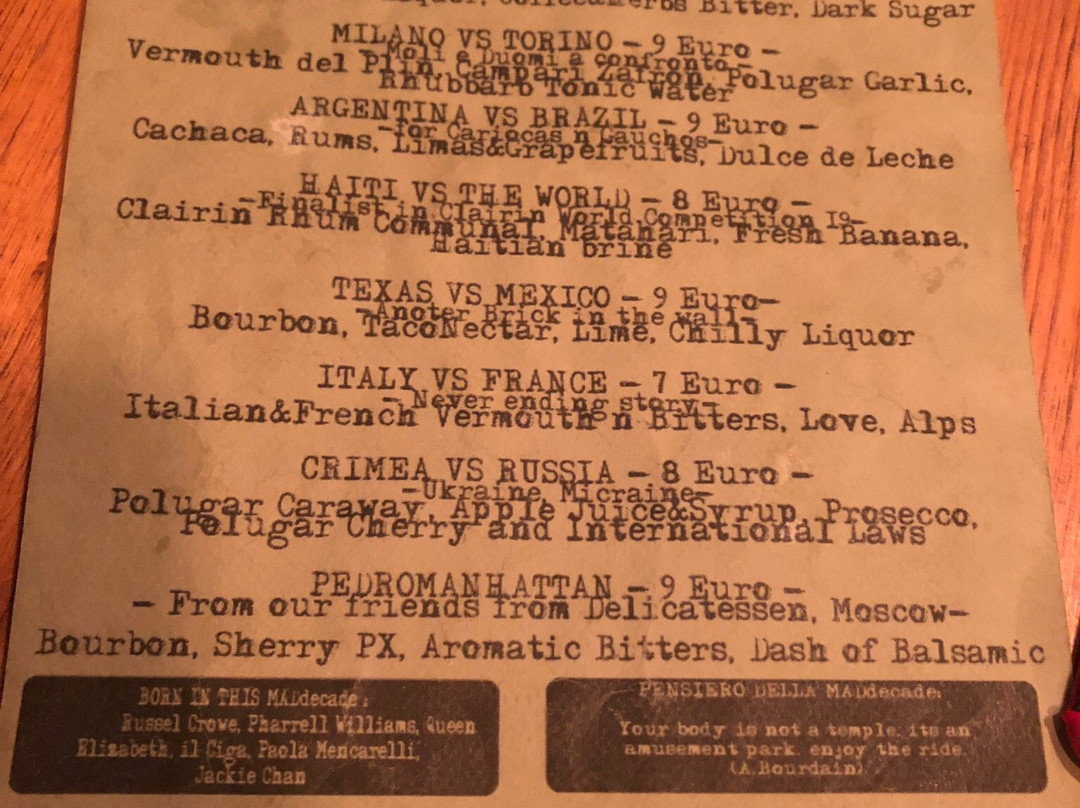 Bitter, Dark Sugar
MILANO VS TORINO - 9 Euro -
Moli e Duomi a confronto -
Vermouth del Plin, Campari Zafron, Polugar Garlic,
Rhubbarb Tonic Water
ARGENTINA VS BRAZIL - 9 Euro -
-for Cariocas n Gauchos-
Cachaca, Rums, Limas&Grapefruits, Dulce de Leche
HAITI VS THE WORLD - 8 Euro -
-Finalist in Clairin World Competition 19-
Clairin Rhum Communal, Matahari, Fresh Banana,
Haitian brine
TEXAS VS MEXICO - 9 Euro-
-Anoter Brick in the wall-
Bourbon, TacoNectar, Lime, Chilly Liquor
ITALY VS FRANCE - 7 Euro -
- Never ending story-
Italian&French Vermouth n Bitters, Love, Alps
CRIMEA VS RUSSIA - 8 Euro -
-Ukraine, Micraine-
Polugar Caraway, Apple Juice&Syrup, Prosecco,
Polugar Cherry and International Laws
PEDROMANHATTAN - 9 Euro -
- From our friends from Delicatessen, Moscow-
Bourbon, Sherry PX, Aromatic Bitters, Dash of Balsamic
BORN IN THIS MADdecade:
Russel Crowe, Pharrell Williams, Queen
Elizabeth, il Ciga, Paola Mencarelli,
Jackie Chan
PENSIERO DELLA MADdecade:
Your body is not a temple, its an
amusement park. enjoy the ride.
(A.Bourdain)